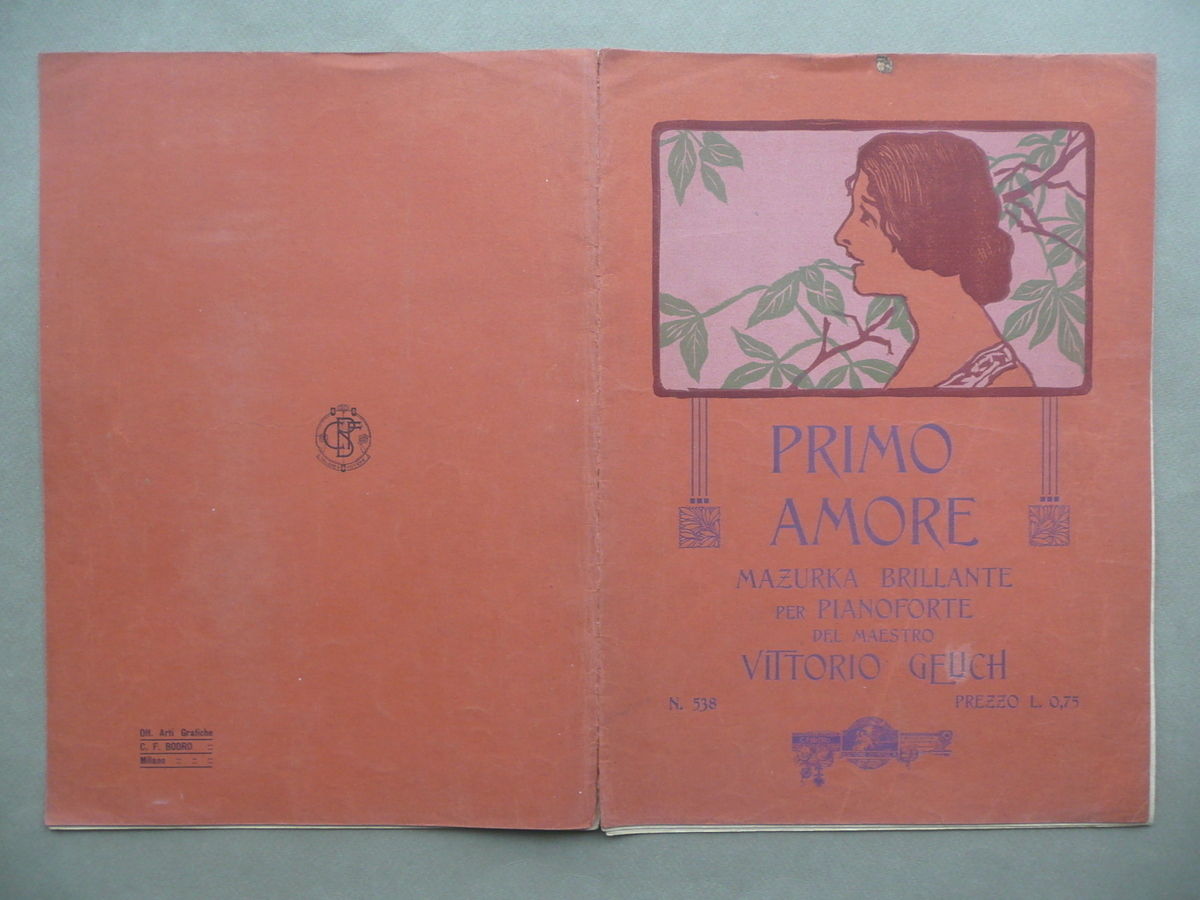 PRIMO
AMORE
MAZURKA BRILLANTE
PER PIANOFORTE
DEL MAESTRO
VITTORIO GELICH
N. 538
PREZZO L. 0,75
Off. Arti Grafiche
C. F. BODRO
Milano